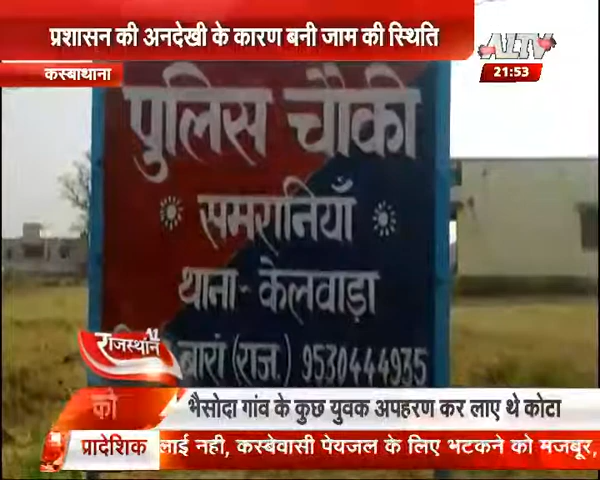 प्रशासन की अनदेखी के कारण बनी जाम की स्थिति
ALTV
21:53
कस्बाथाना
पुलिस चौकी
समरानियाँ
थाना- केलवाड़ा
बारां (राज.) 9530444935
A1
राजस्थान
को
भैसोदा गांव के कुछ युवक अपहरण कर लाए थे कोटा
प्रादेशिक
लाई नही, कस्बेवासी पेयजल के लिए भटकने को मजबूर,